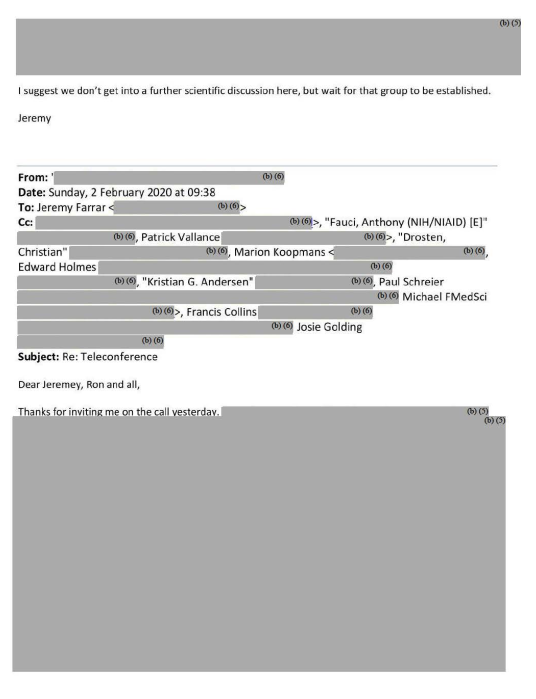 (b) (5)
I suggest we don't get into a further scientific discussion here, but wait for that group to be established.
Jeremy
From: ' (b) (6)
Date: Sunday, 2 February 2020 at 09:38
To: Jeremy Farrar < (b) (6) >
Cc: (b) (6) >, "Fauci, Anthony (NIH/NIAID) [E]"
(b) (6) , Patrick Vallance (b) (6) >, "Drosten,
Christian" (b) (6) , Marion Koopmans < (b) (6) ,
Edward Holmes (b) (6)
(b) (6) , "Kristian G. Andersen" (b) (6) , Paul Schreier
(b) (6) Michael FMedSci
(b) (6) >, Francis Collins (b) (6)
(b) (6) Josie Golding
(b) (6)
Subject: Re: Teleconference
Dear Jeremey, Ron and all,
Thanks for inviting me on the call yesterday. (b) (5)
(b) (5)